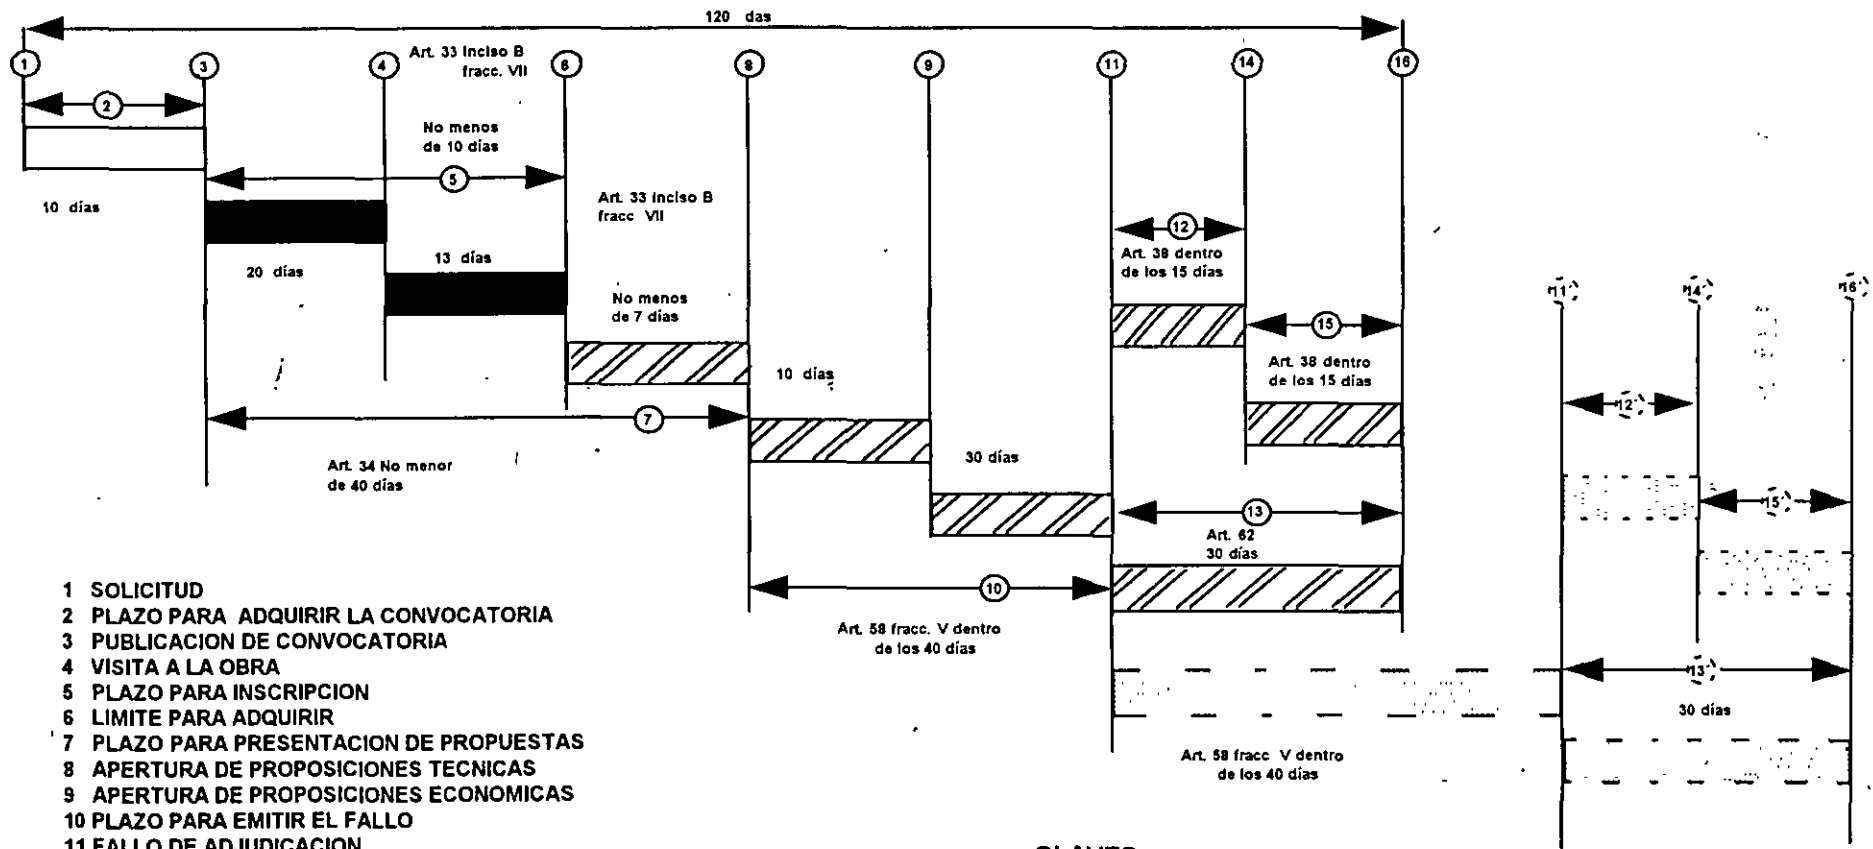 120 das
1
3
4
Art. 33 Inciso B
fracc. VII
6
8
9
11
14
16
2
No menos
de 10 días
5
10 días
Art. 33 inciso B
fracc VII
20 días
13 días
12
Art. 38 dentro
de los 15 días
No menos
de 7 días
15
Art. 38 dentro
de los 15 días
10 días
7
Art. 34 No menor
de 40 días
30 días
13
Art. 62
30 días
10
Art. 58 fracc. V dentro
de los 40 días
11'
14'
16'
12'
15'
13'
30 días
Art. 58 fracc V dentro
de los 40 días
1 SOLICITUD
2 PLAZO PARA ADQUIRIR LA CONVOCATORIA
3 PUBLICACION DE CONVOCATORIA
4 VISITA A LA OBRA
5 PLAZO PARA INSCRIPCION
6 LIMITE PARA ADQUIRIR
7 PLAZO PARA PRESENTACION DE PROPUESTAS
8 APERTURA DE PROPOSICIONES TECNICAS
9 APERTURA DE PROPOSICIONES ECONOMICAS
10 PLAZO PARA EMITIR EL FALLO
11 FALLO DE ADJUDICACION